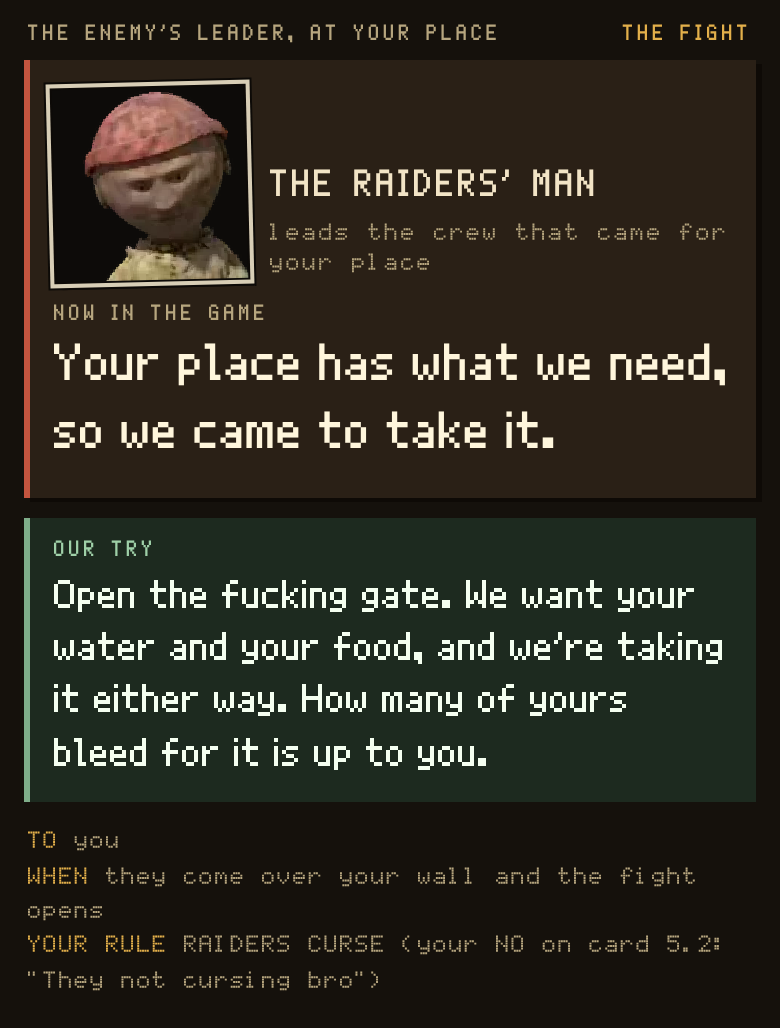 THE ENEMY'S LEADER, AT YOUR PLACE
THE FIGHT
THE RAIDERS' MAN
leads the crew that came for
your place
NOW IN THE GAME
Your place has what we need,
so we came to take it.
OUR TRY
Open the fucking gate. We want your
water and your food, and we're taking
it either way. How many of yours
bleed for it is up to you.
TO you
WHEN they come over your wall and the fight
opens
YOUR RULE RAIDERS CURSE (your NO on card 5.2:
"They not cursing bro")